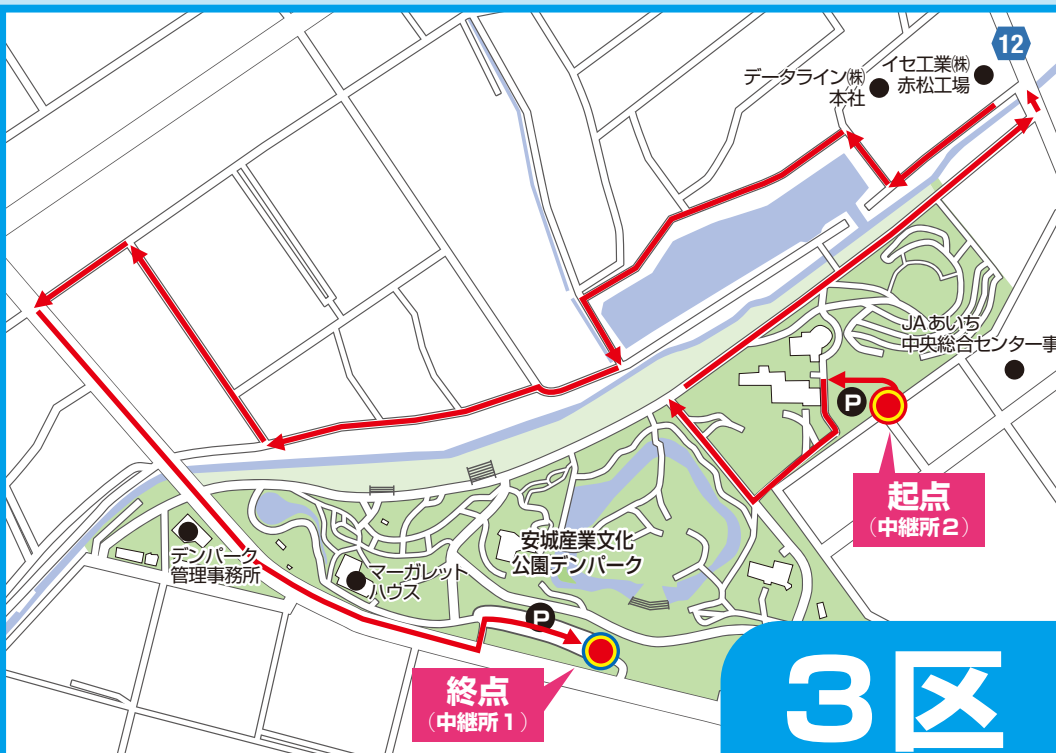 12
イセ工業㈱
赤松工場
データライン㈱
本社
JAあいち
中央総合センター事
P
起点
(中継所2)
安城産業文化
公園デンパーク
デンパーク
管理事務所
マーガレット
ハウス
P
終点
(中継所1)
3区